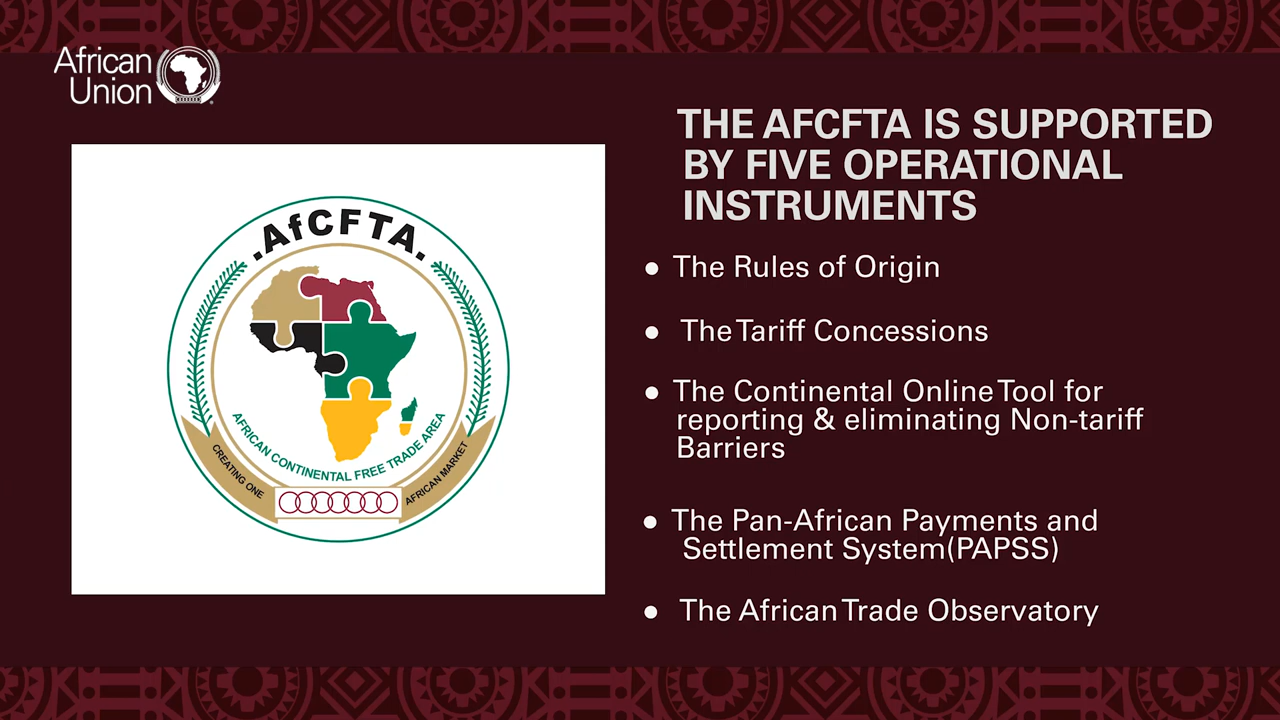 African
Union
THE AFCFTA IS SUPPORTED
BY FIVE OPERATIONAL
INSTRUMENTS
.AfCFTA.
AFRICAN CONTINENTAL FREE TRADE AREA
CREATING ONE
AFRICAN MARKET
● The Rules of Origin
● The Tariff Concessions
● The Continental Online Tool for
reporting & eliminating Non-tariff
Barriers
● The Pan-African Payments and
Settlement System(PAPSS)
● The African Trade Observatory